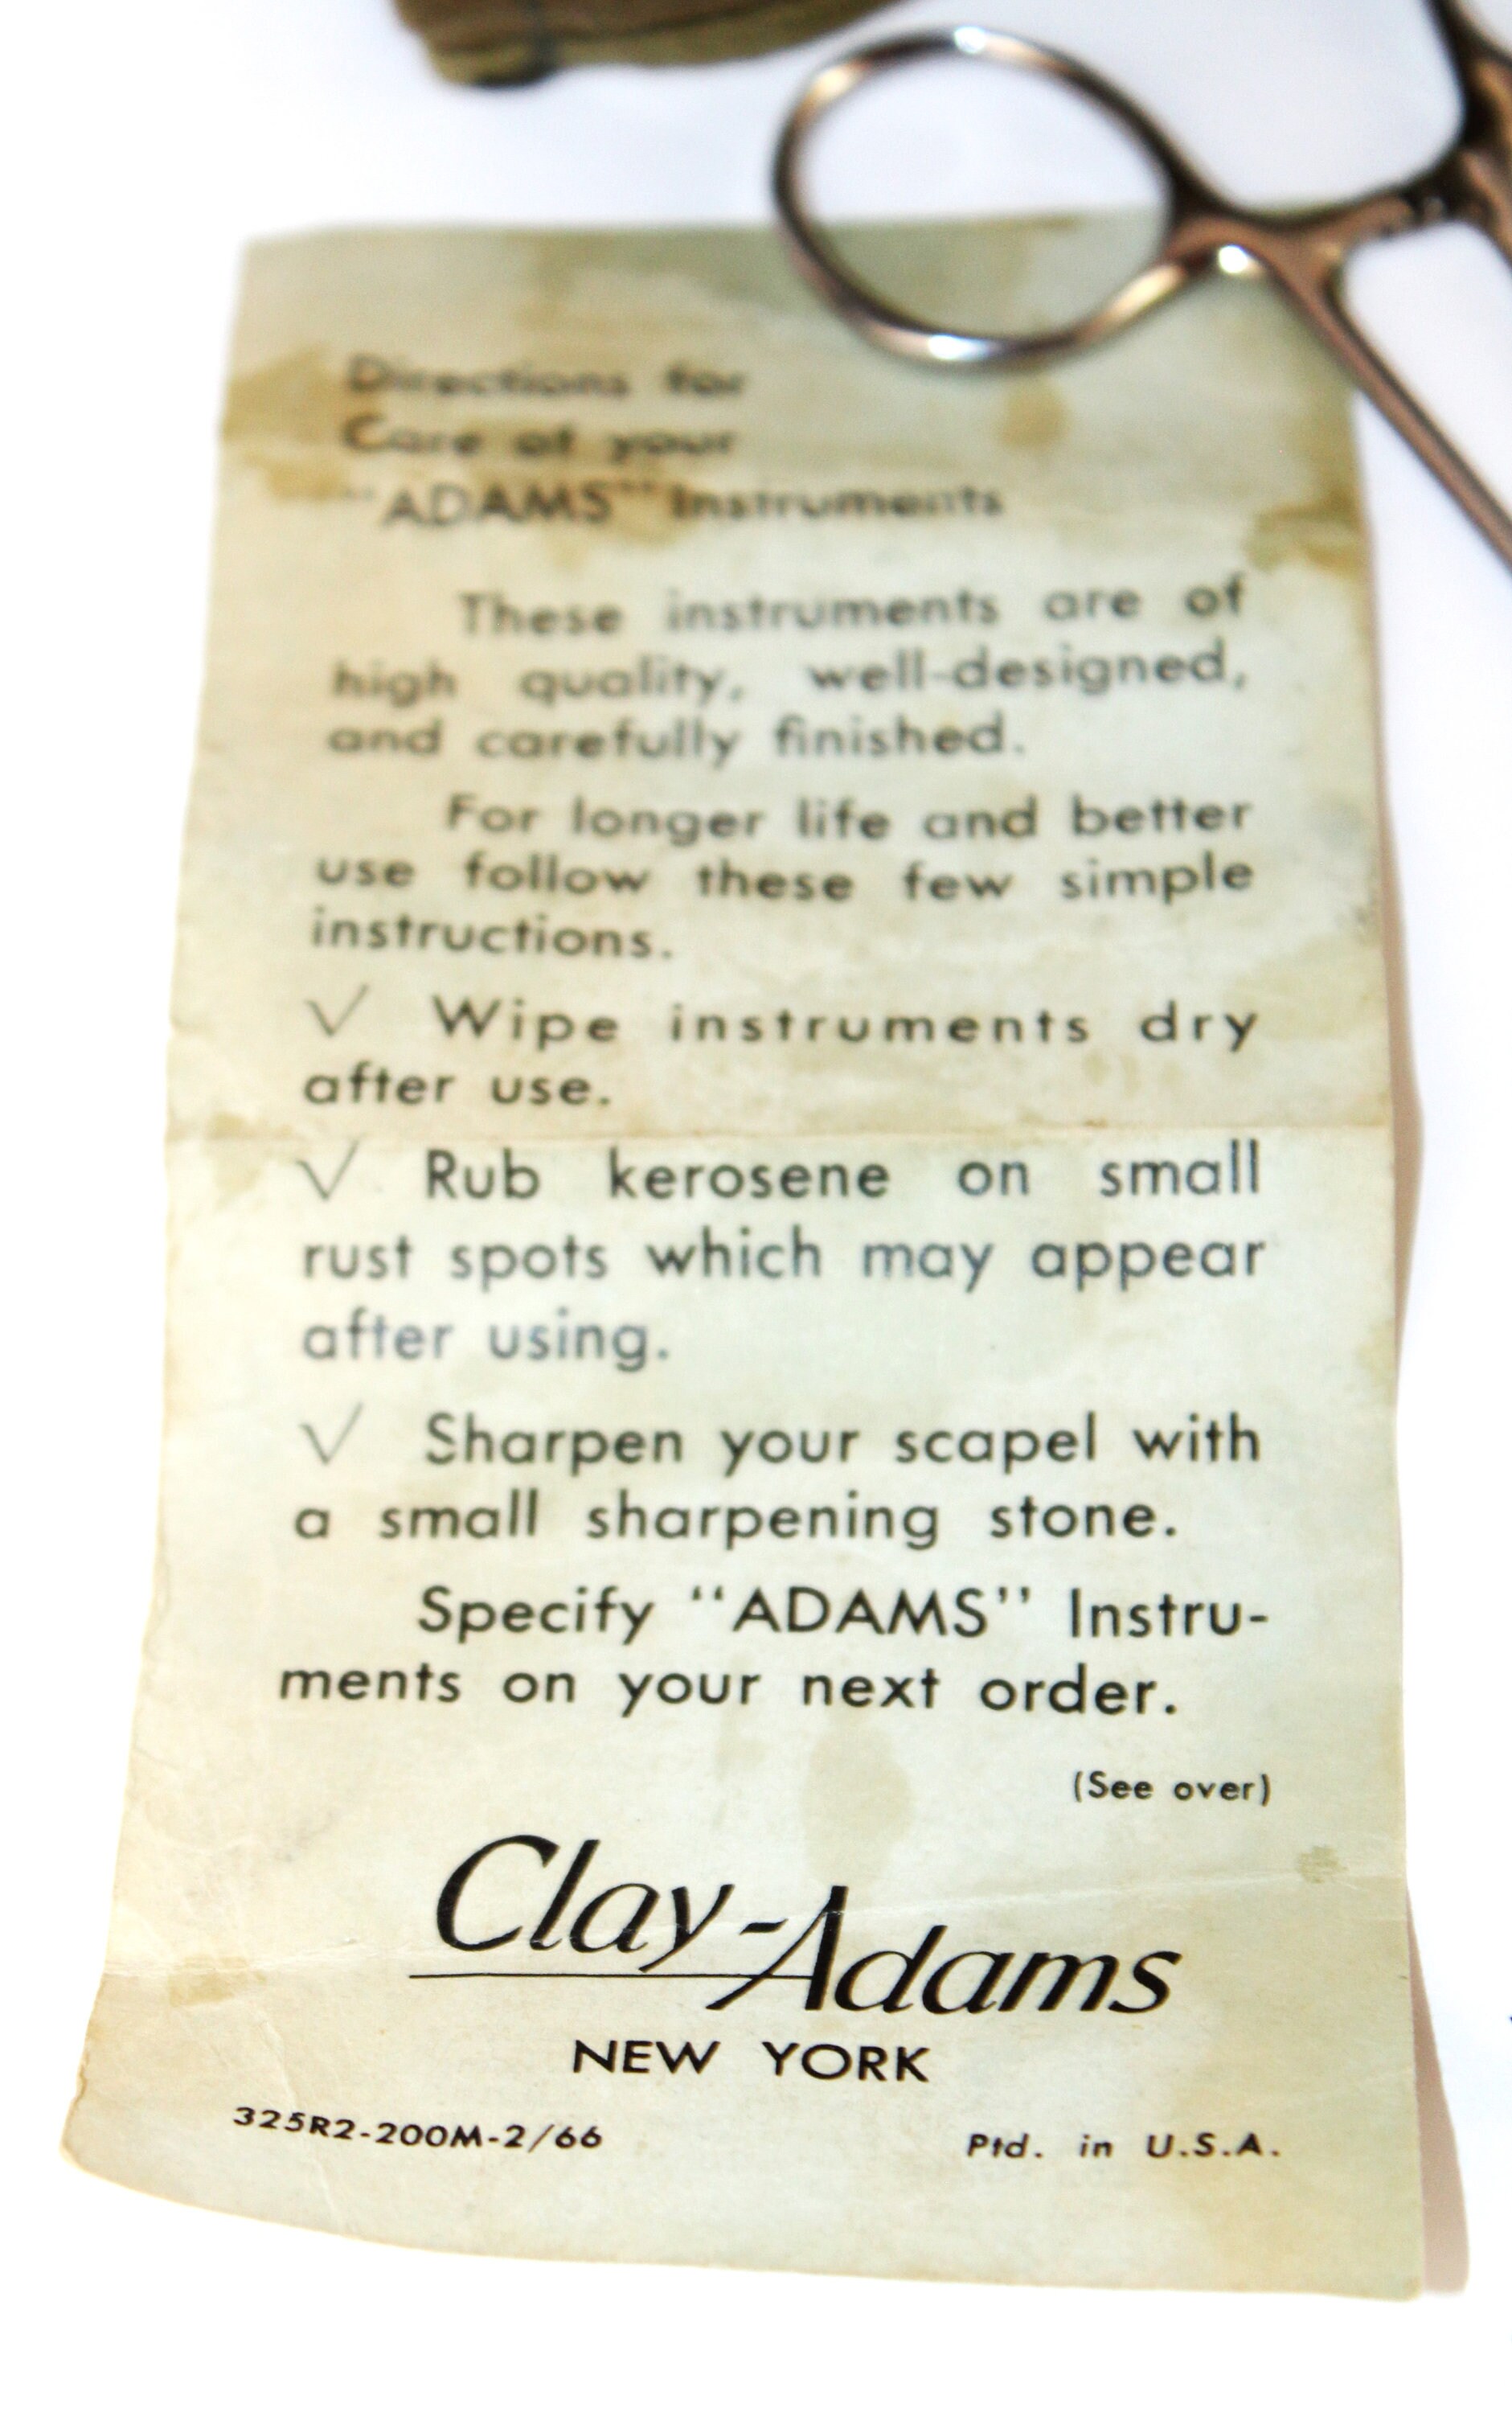 Directions for
Care of your
"ADAMS" Instruments
These instruments are of
high quality, well-designed,
and carefully finished.
For longer life and better
use follow these few simple
instructions.
√ Wipe instruments dry
after use.
√ Rub kerosene on small
rust spots which may appear
after using.
√ Sharpen your scapel with
a small sharpening stone.
Specify "ADAMS" Instru-
ments on your next order.
(See over)
Clay-Adams
NEW YORK
325R2-200M-2/66 Ptd. in U.S.A.